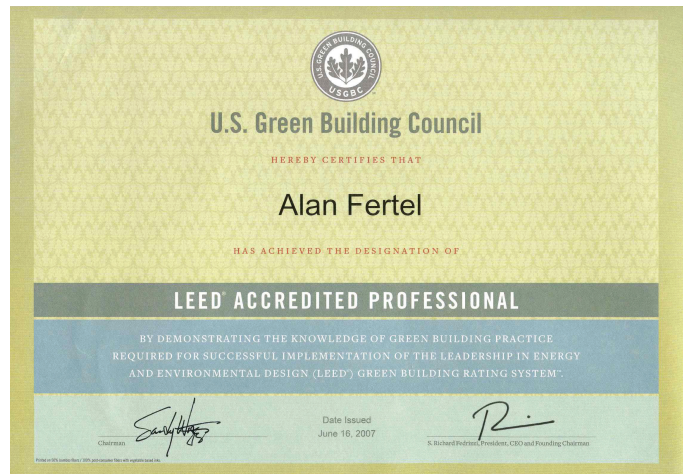 U.S. GREEN BUILDING COUNCIL
USGBC
U.S. Green Building Council
HEREBY CERTIFIES THAT
Alan Fertel
HAS ACHIEVED THE DESIGNATION OF
LEED® ACCREDITED PROFESSIONAL
BY DEMONSTRATING THE KNOWLEDGE OF GREEN BUILDING PRACTICE
REQUIRED FOR SUCCESSFUL IMPLEMENTATION OF THE LEADERSHIP IN ENERGY
AND ENVIRONMENTAL DESIGN (LEED®) GREEN BUILDING RATING SYSTEM™.
Chairman
Date Issued
June 16, 2007
S. Richard Fedrizzi, President, CEO and Founding Chairman